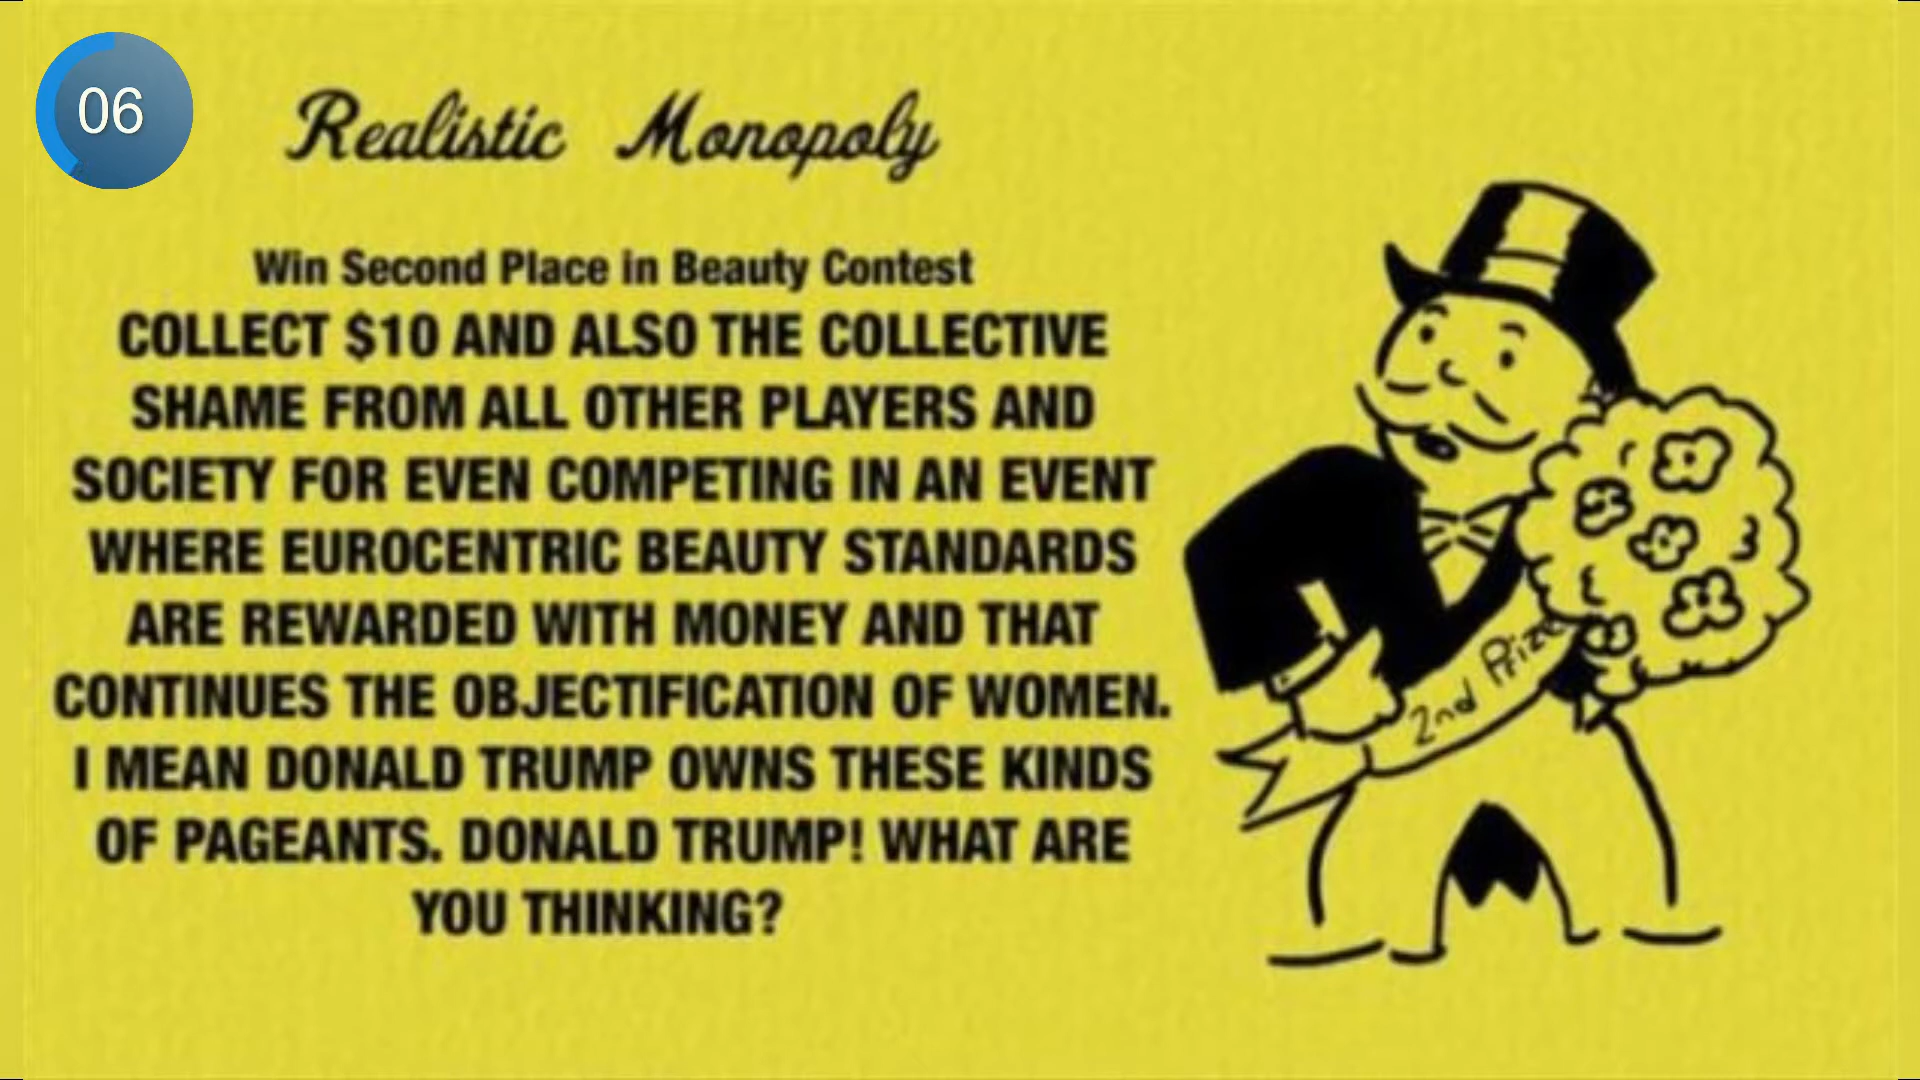 06
Realistic Monopoly
Win Second Place in Beauty Contest
COLLECT $10 AND ALSO THE COLLECTIVE
SHAME FROM ALL OTHER PLAYERS AND
SOCIETY FOR EVEN COMPETING IN AN EVENT
WHERE EUROCENTRIC BEAUTY STANDARDS
ARE REWARDED WITH MONEY AND THAT
CONTINUES THE OBJECTIFICATION OF WOMEN.
I MEAN DONALD TRUMP OWNS THESE KINDS
OF PAGEANTS. DONALD TRUMP! WHAT ARE
YOU THINKING?
2nd Prize